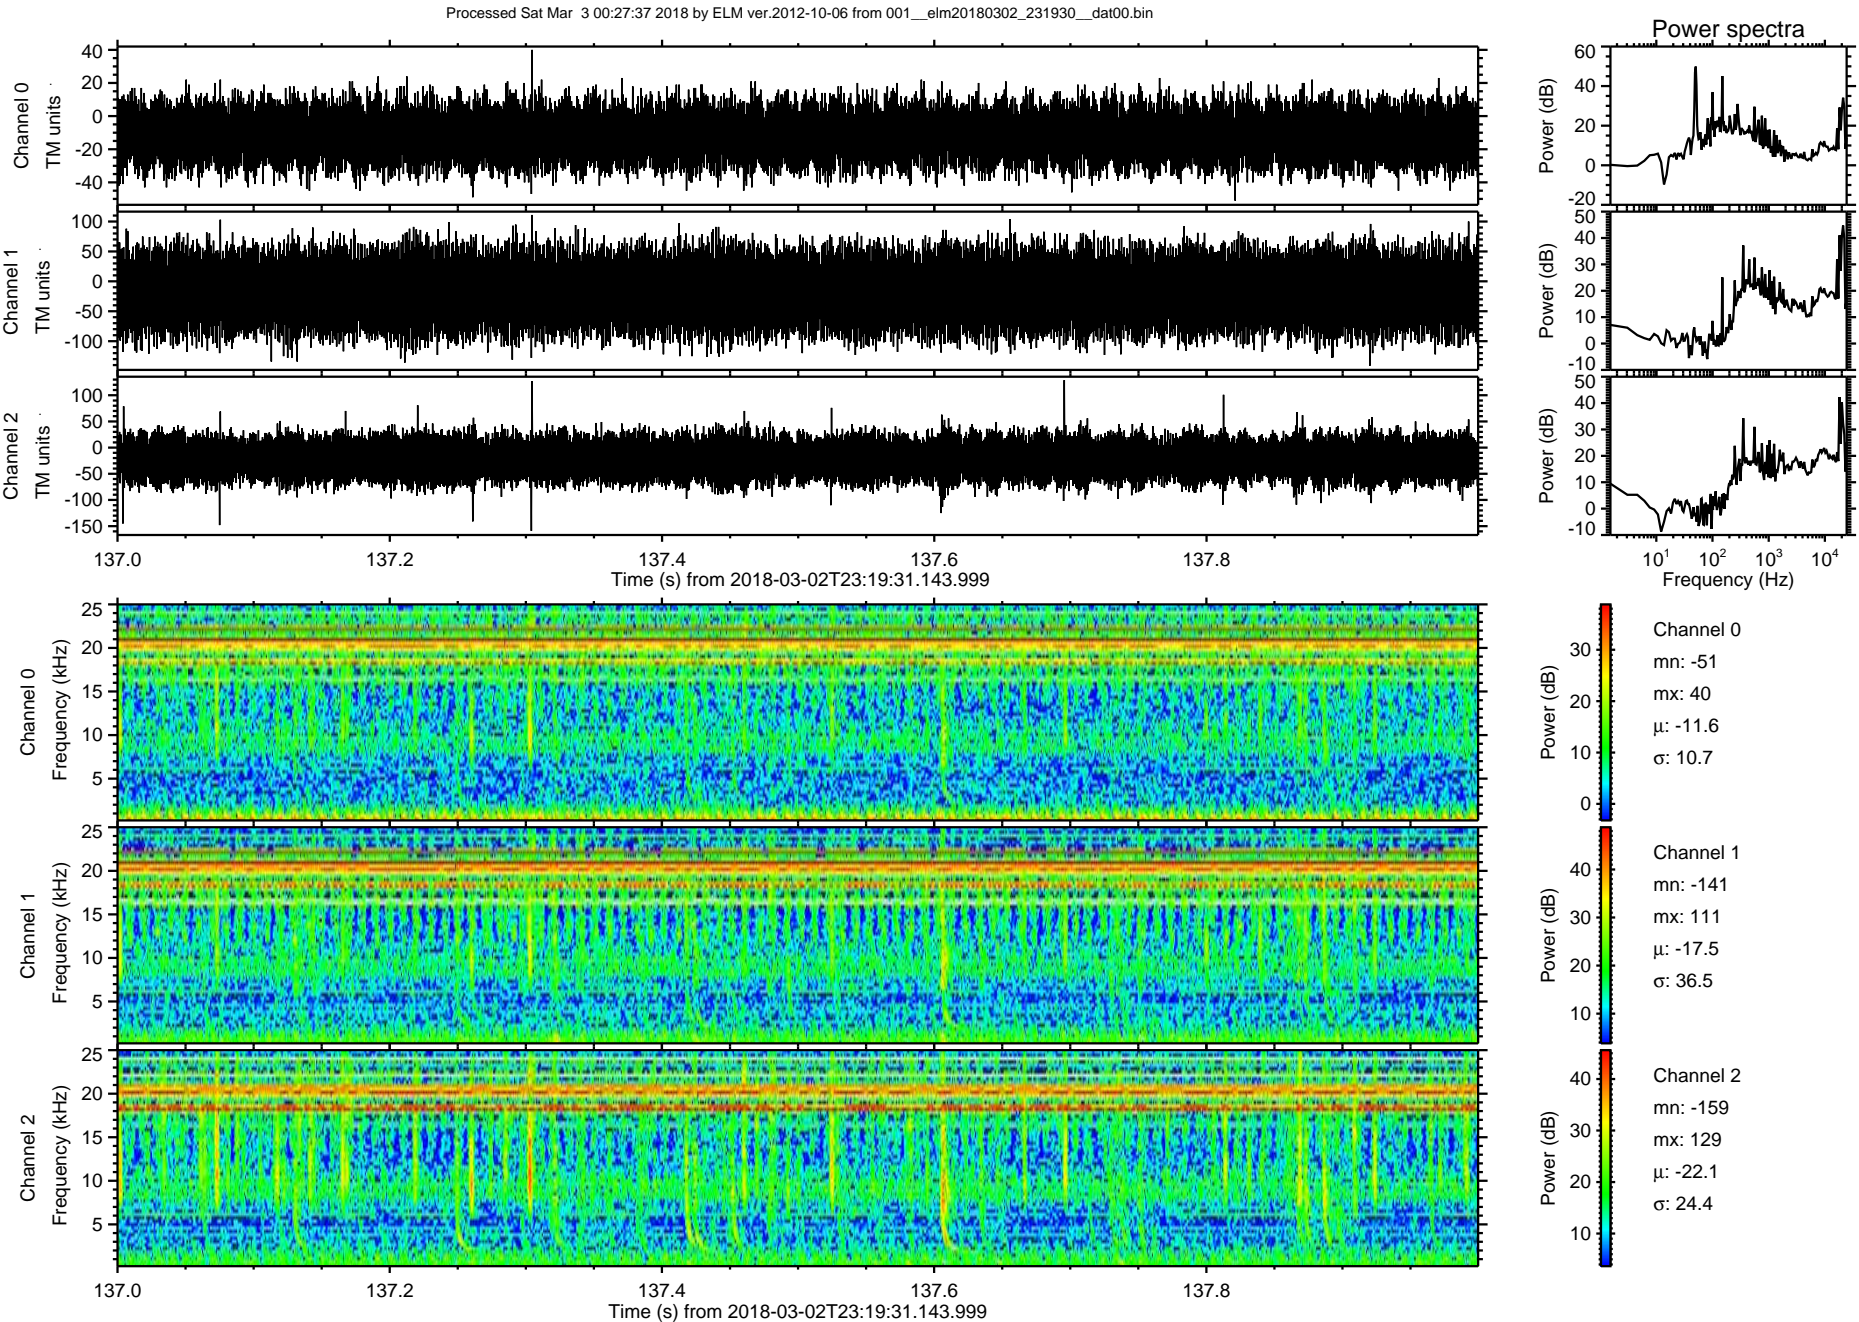 Processed Sat Mar  3 00:27:37 2018 by ELM ver.2012-10-06 from 001__elm20180302_231930__dat00.bin
Power spectra
Channel 0
TM units
40
20
0
-20
-40
Power (dB)
60
40
20
0
-20
Channel 1
TM units
100
50
0
-50
-100
Power (dB)
50
40
30
20
10
0
-10
Channel 2
TM units
100
50
0
-50
-100
-150
Power (dB)
50
40
30
20
10
0
-10
137.0 137.2 137.4 137.6 137.8
Time (s) from 2018-03-02T23:19:31.143.999
10^1 10^2 10^3 10^4
Frequency (Hz)
Channel 0
Frequency (kHz)
25
20
15
10
5
Power (dB)
30
20
10
0
Channel 0
mn: -51
mx: 40
μ: -11.6
σ: 10.7
Channel 1
Frequency (kHz)
25
20
15
10
5
Power (dB)
40
30
20
10
Channel 1
mn: -141
mx: 111
μ: -17.5
σ: 36.5
Channel 2
Frequency (kHz)
25
20
15
10
5
Power (dB)
40
30
20
10
Channel 2
mn: -159
mx: 129
μ: -22.1
σ: 24.4
137.0 137.2 137.4 137.6 137.8
Time (s) from 2018-03-02T23:19:31.143.999